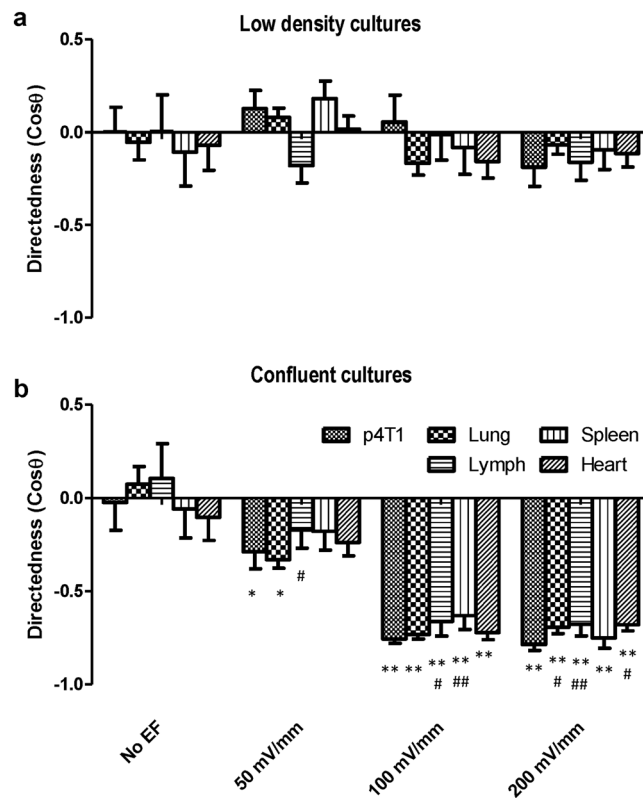 a
Low density cultures
Directedness (Cosθ)
0.5
0.0
-0.5
-1.0
b
Confluent cultures
Directedness (Cosθ)
0.5
0.0
-0.5
-1.0
p4T1 Lung Spleen
Lymph Heart
* * #
** ** ** ** ** ** ** ** ** **
# ## # ## #
No EF 50 mV/mm 100 mV/mm 200 mV/mm